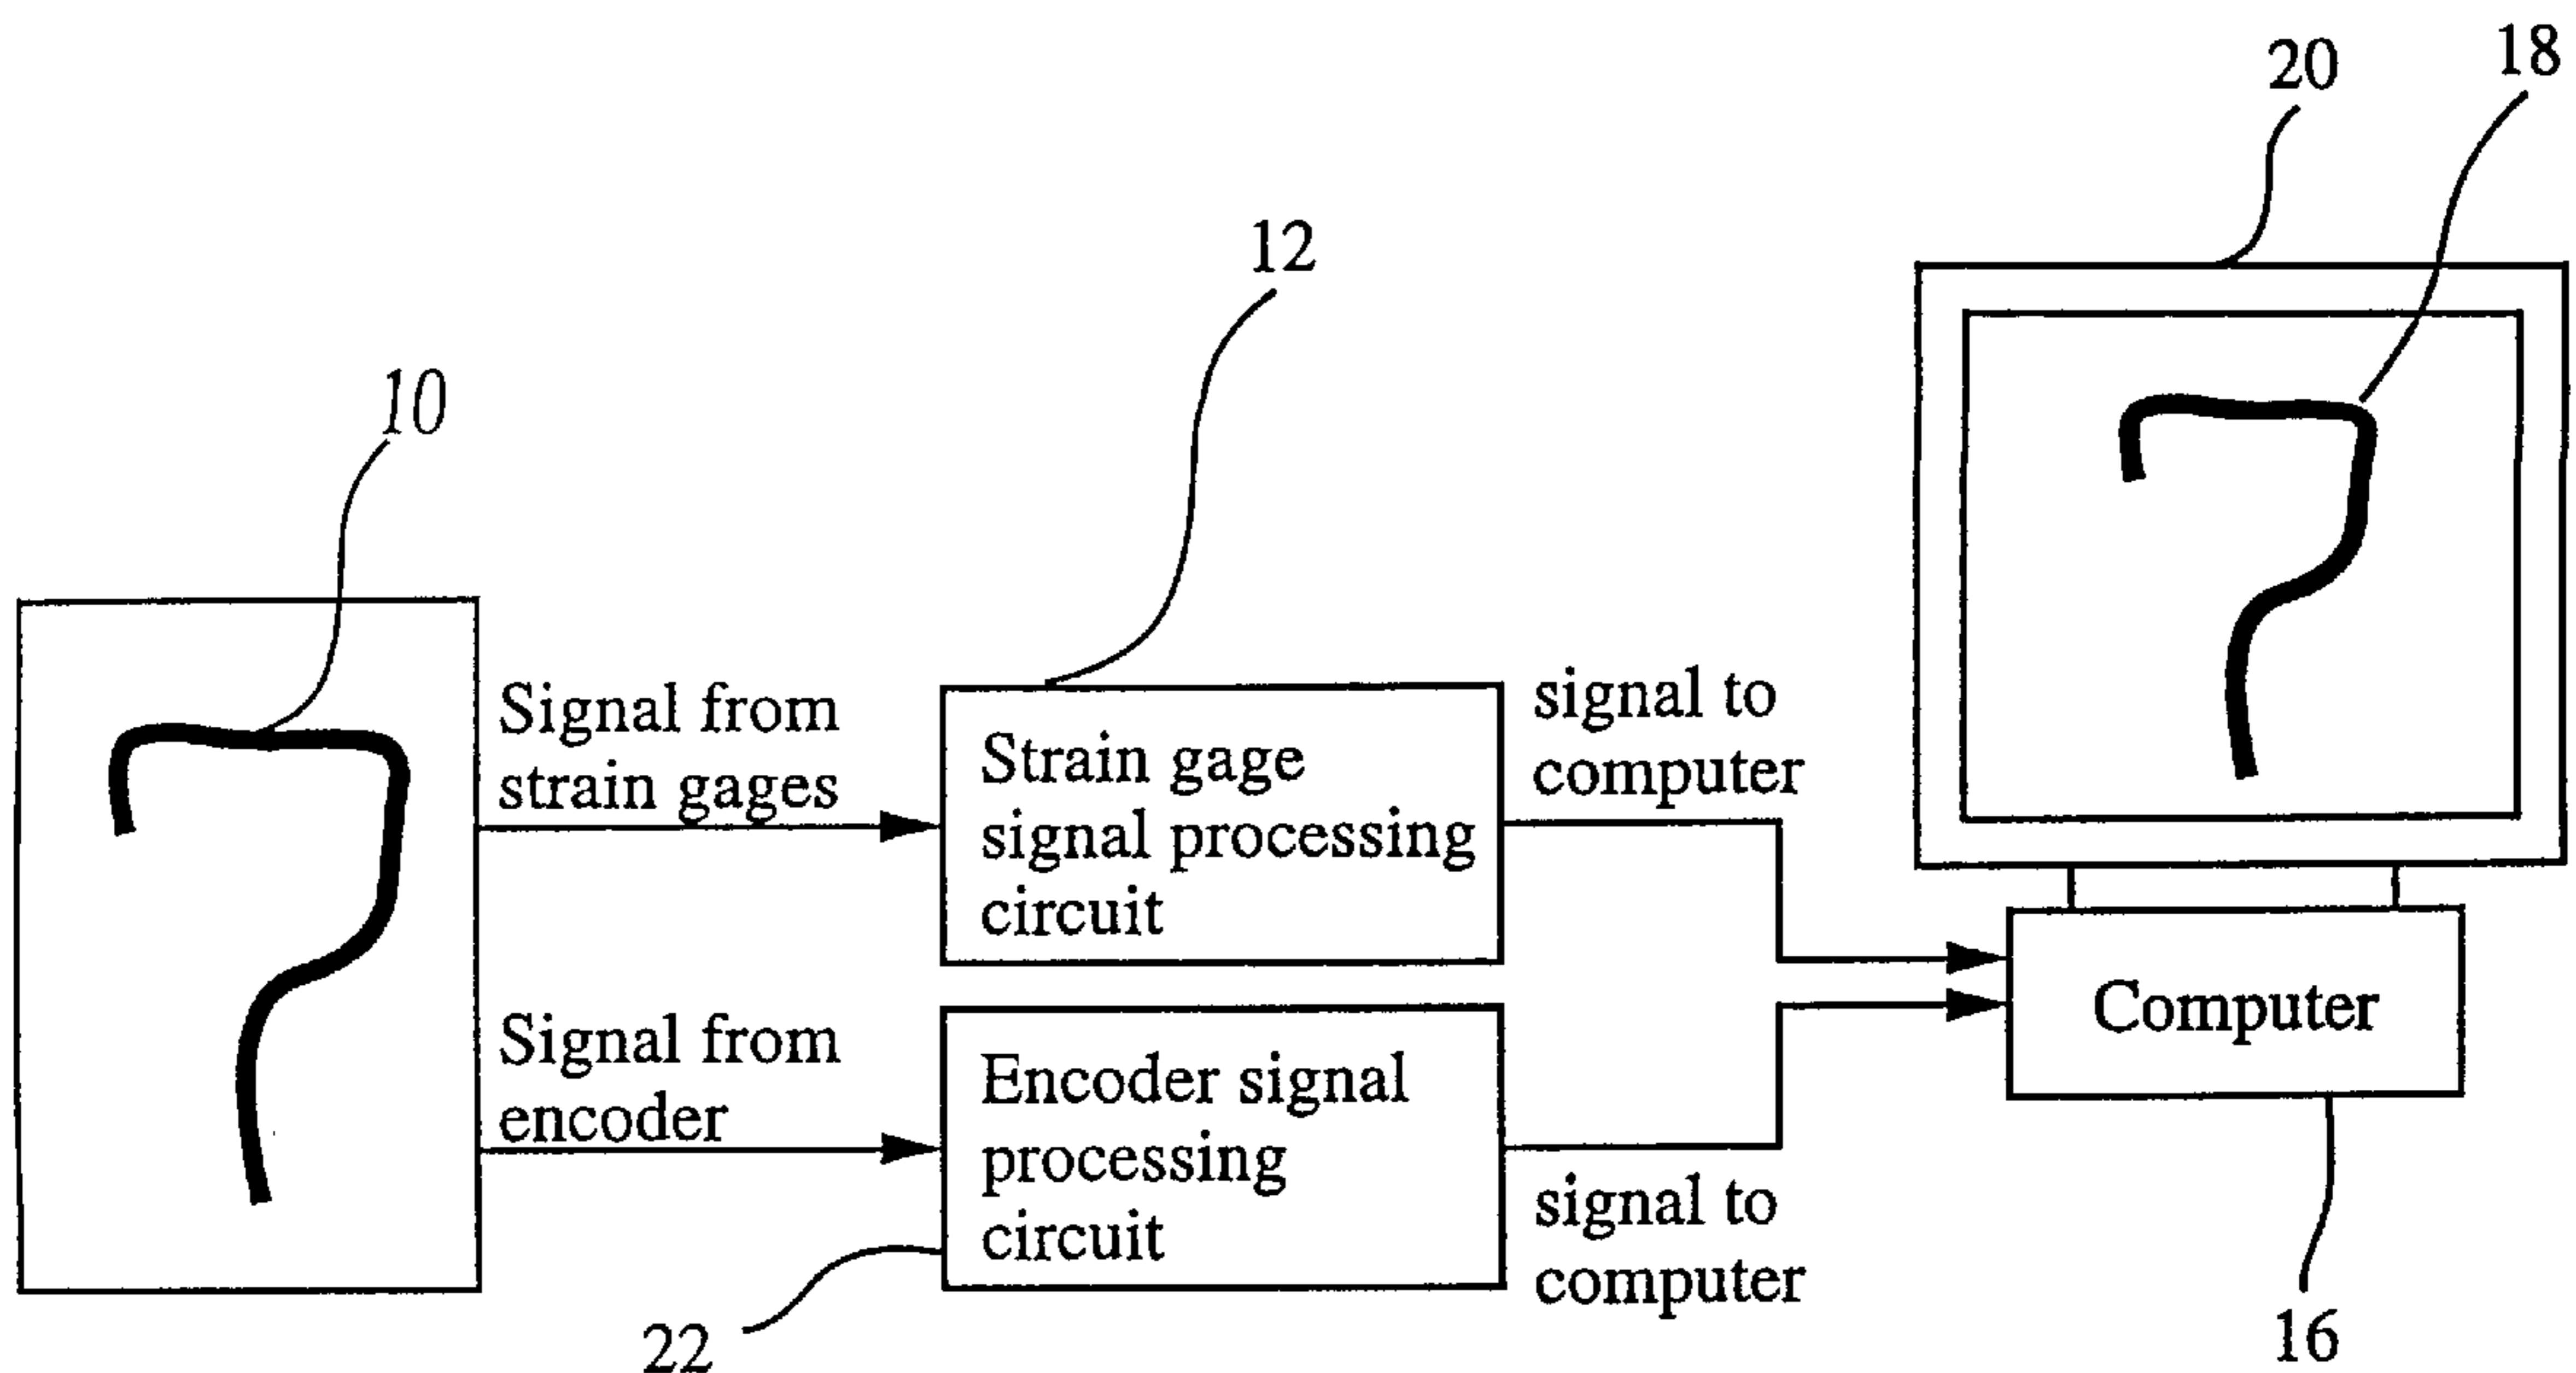 18
20
12
10
Signal from
strain gages
Strain gage
signal processing
circuit
signal to
computer
Signal from
encoder
Encoder signal
processing
circuit
signal to
computer
Computer
22
16